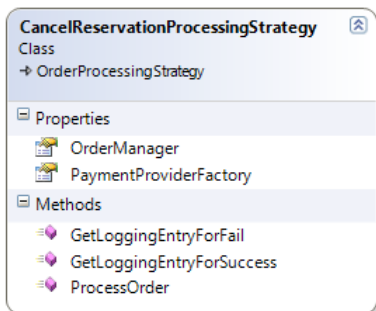 CancelReservationProcessingStrategy
Class
OrderProcessingStrategy
Properties
OrderManager
PaymentProviderFactory
Methods
GetLoggingEntryForFail
GetLoggingEntryForSuccess
ProcessOrder